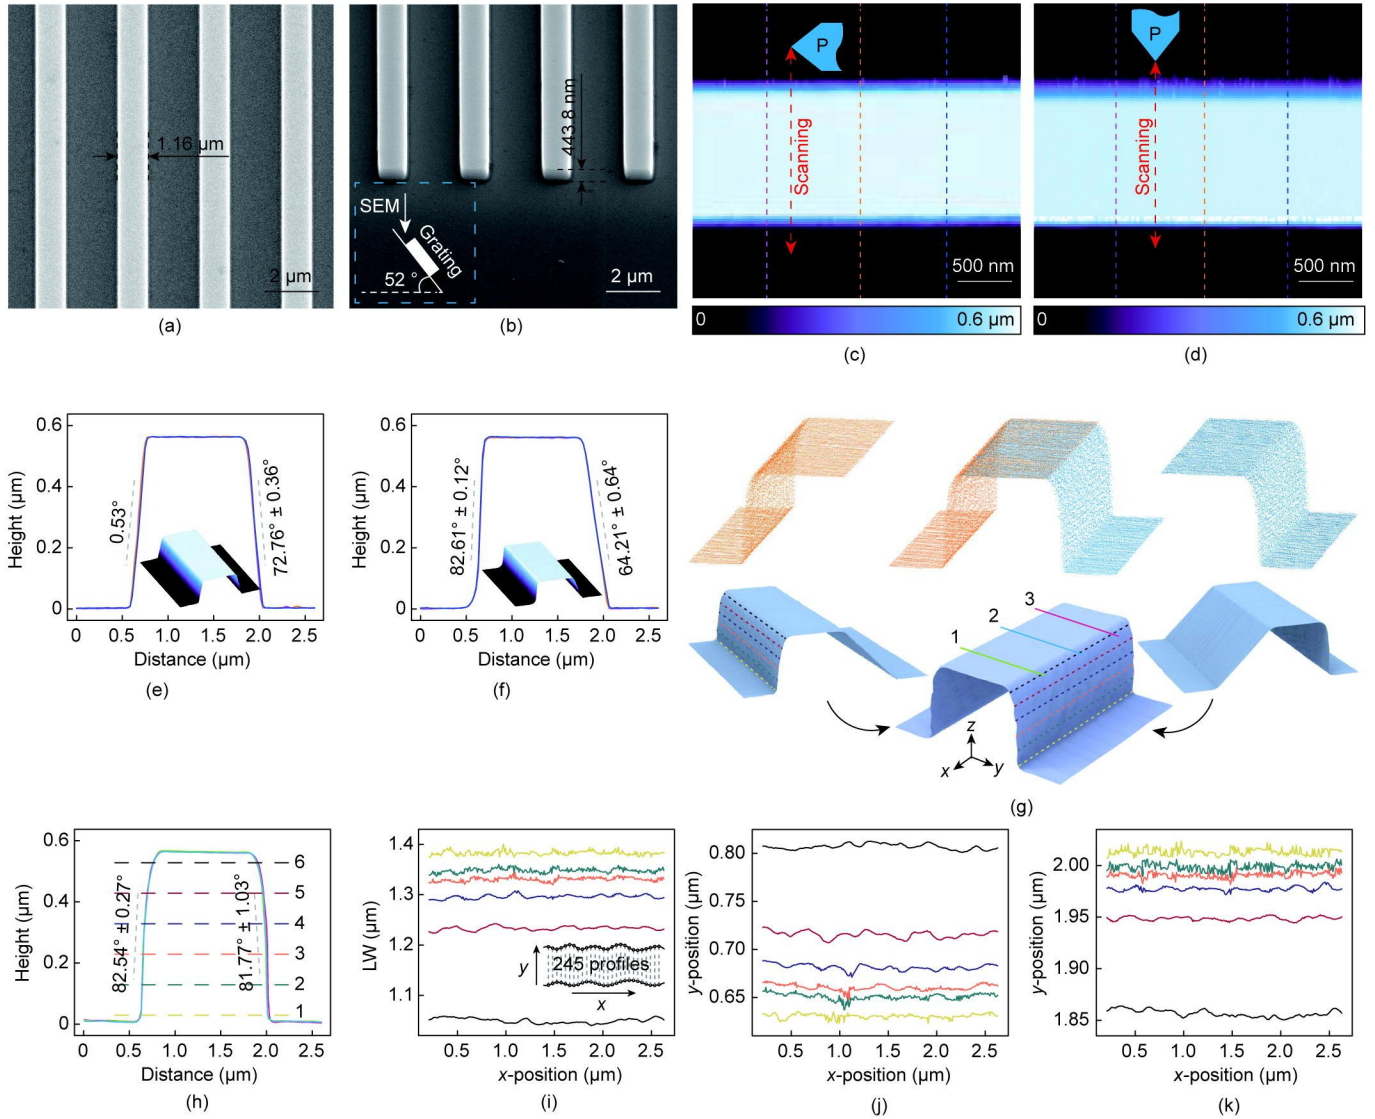 1.16 µm
2 µm
(a)
443.8 nm
SEM
Grating
52 °
2 µm
(b)
P
Scanning
500 nm
0
0.6 µm
(c)
P
Scanning
500 nm
0
0.6 µm
(d)
0.6
0.4
0.2
0
Height (µm)
0.53°
72.76° ± 0.36°
0
0.5
1.0
1.5
2.0
2.5
Distance (µm)
(e)
0.6
0.4
0.2
0
Height (µm)
82.61° ± 0.12°
64.21° ± 0.64°
0
0.5
1.0
1.5
2.0
2.5
Distance (µm)
(f)
1
2
3
z
x
y
(g)
0.6
0.4
0.2
0
Height (µm)
82.54° ± 0.27°
81.77° ± 1.03°
6
5
4
3
2
1
0
0.5
1.0
1.5
2.0
2.5
Distance (µm)
(h)
1.4
1.3
1.2
1.1
LW (µm)
y
245 profiles
x
0.5
1.0
1.5
2.0
2.5
x-position (µm)
(i)
0.80
0.75
0.70
0.65
y-position (µm)
0.5
1.0
1.5
2.0
2.5
x-position (µm)
(j)
2.00
1.95
1.90
1.85
y-position (µm)
0.5
1.0
1.5
2.0
2.5
x-position (µm)
(k)